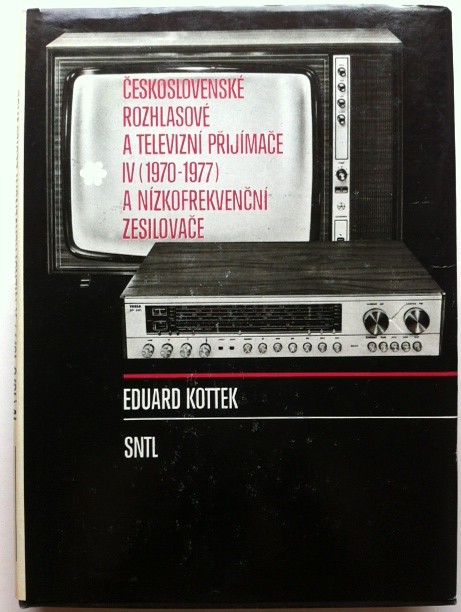 ČESKOSLOVENSKÉ
ROZHLASOVÉ
A TELEVIZNÍ PŘIJÍMAČE
IV (1970-1977)
A NÍZKOFREKVENČNÍ
ZESILOVAČE
EDUARD KOTTEK
SNTL